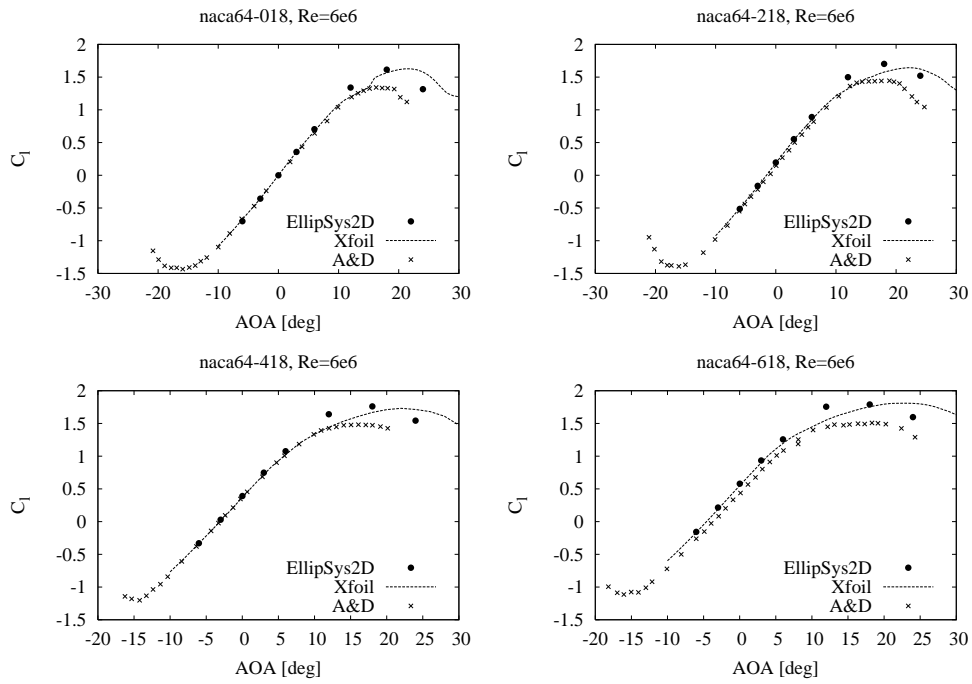 naca64-018, Re=6e6
2
1.5
1
0.5
0
-0.5
-1
-1.5
C_l
EllipSys2D
Xfoil
A&D
-30 -20 -10 0 10 20 30
AOA [deg]
naca64-218, Re=6e6
2
1.5
1
0.5
0
-0.5
-1
-1.5
C_l
EllipSys2D
Xfoil
A&D
-30 -20 -10 0 10 20 30
AOA [deg]
naca64-418, Re=6e6
2
1.5
1
0.5
0
-0.5
-1
-1.5
C_l
EllipSys2D
Xfoil
A&D
-20 -15 -10 -5 0 5 10 15 20 25 30
AOA [deg]
naca64-618, Re=6e6
2
1.5
1
0.5
0
-0.5
-1
-1.5
C_l
EllipSys2D
Xfoil
A&D
-20 -15 -10 -5 0 5 10 15 20 25 30
AOA [deg]